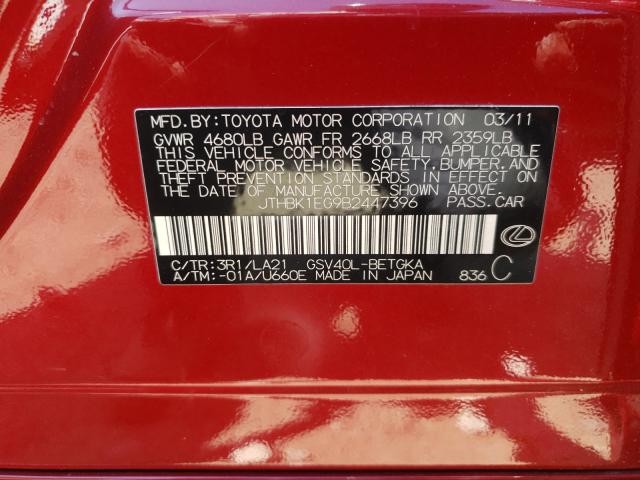 MFD.BY:TOYOTA MOTOR CORPORATION 03/11
GVWR 4680LB GAWR FR 2668LB RR 2359LB
THIS VEHICLE CONFORMS TO ALL APPLICABLE
FEDERAL MOTOR VEHICLE SAFETY,BUMPER,AND
THEFT PREVENTION STANDARDS IN EFFECT ON
THE DATE OF MANUFACTURE SHOWN ABOVE.
JTHBK1EG9B2447396 PASS.CAR
C/TR:3R1/LA21 GSV40L-BETGKA
A/TM:-01A/U660E MADE IN JAPAN 836 C